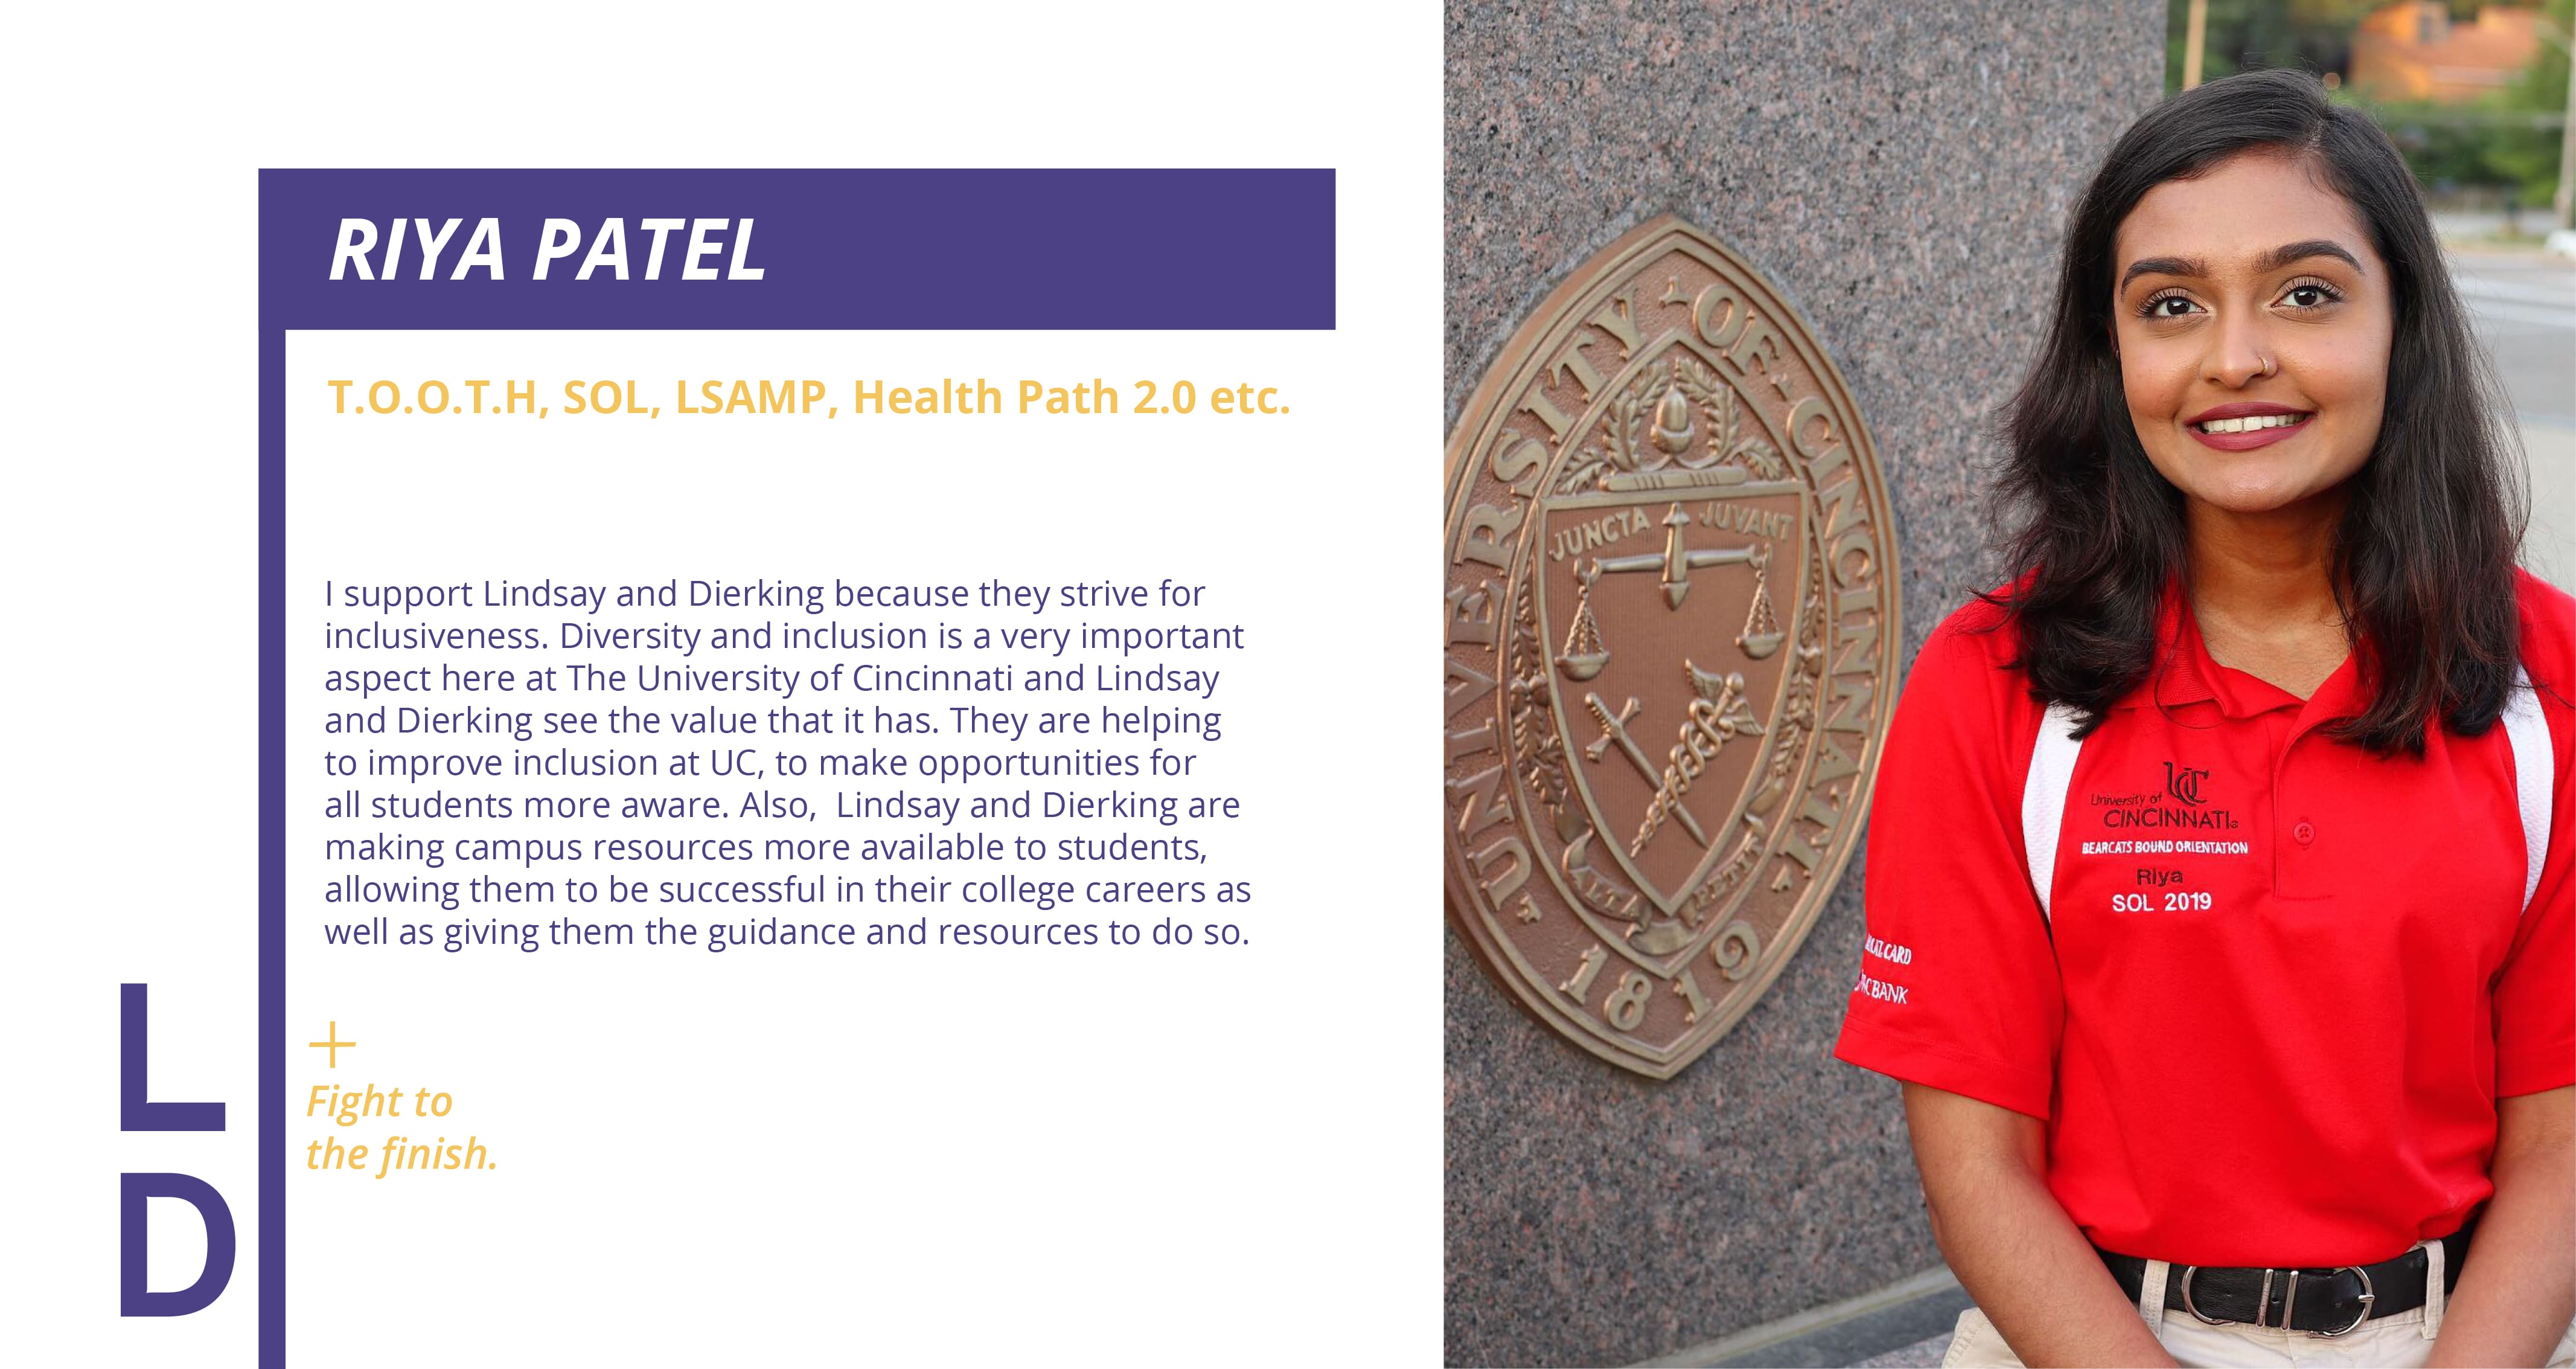 RIYA PATEL
T.O.O.T.H, SOL, LSAMP, Health Path 2.0 etc.
I support Lindsay and Dierking because they strive for
inclusiveness. Diversity and inclusion is a very important
aspect here at The University of Cincinnati and Lindsay
and Dierking see the value that it has. They are helping
to improve inclusion at UC, to make opportunities for
all students more aware. Also,  Lindsay and Dierking are
making campus resources more available to students,
allowing them to be successful in their college careers as
well as giving them the guidance and resources to do so.
L
D
Fight to
the finish.
UNIVERSITY·OF·CINCINNATI·
JUNCTA JUVANT
ALTA PETIT
1819
UC
University of
CINCINNATI
BEARCATS BOUND ORIENTATION
Riya
SOL 2019
CARD